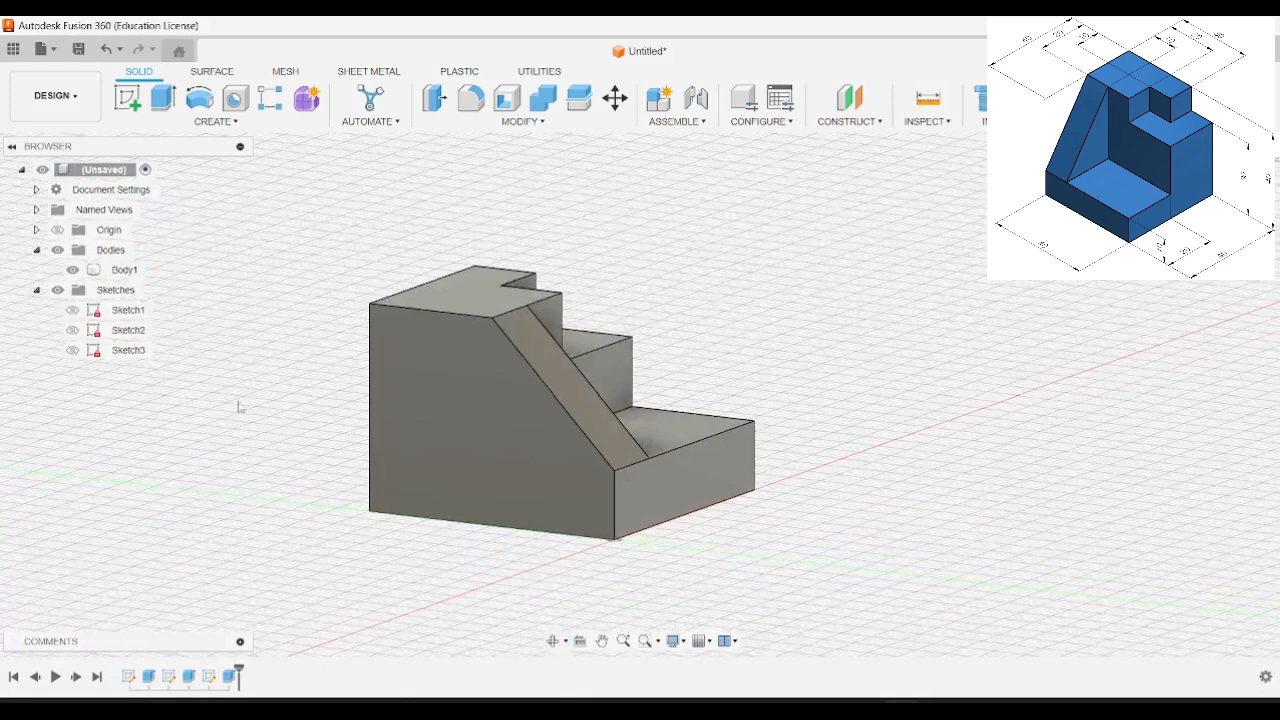 Autodesk Fusion 360 (Education License)
Untitled*
DESIGN
SOLID SURFACE MESH SHEET METAL PLASTIC UTILITIES
CREATE AUTOMATE MODIFY ASSEMBLE CONFIGURE CONSTRUCT INSPECT
BROWSER
(Unsaved)
Document Settings
Named Views
Origin
Bodies
Body1
Sketches
Sketch1
Sketch2
Sketch3
COMMENTS